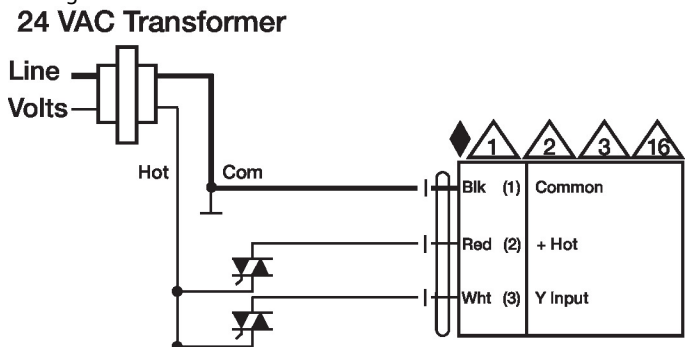 24 VAC Transformer
Line
Volts
Hot
Com
1 2 3 16
Blk (1) Common
Red (2) + Hot
Wht (3) Y Input